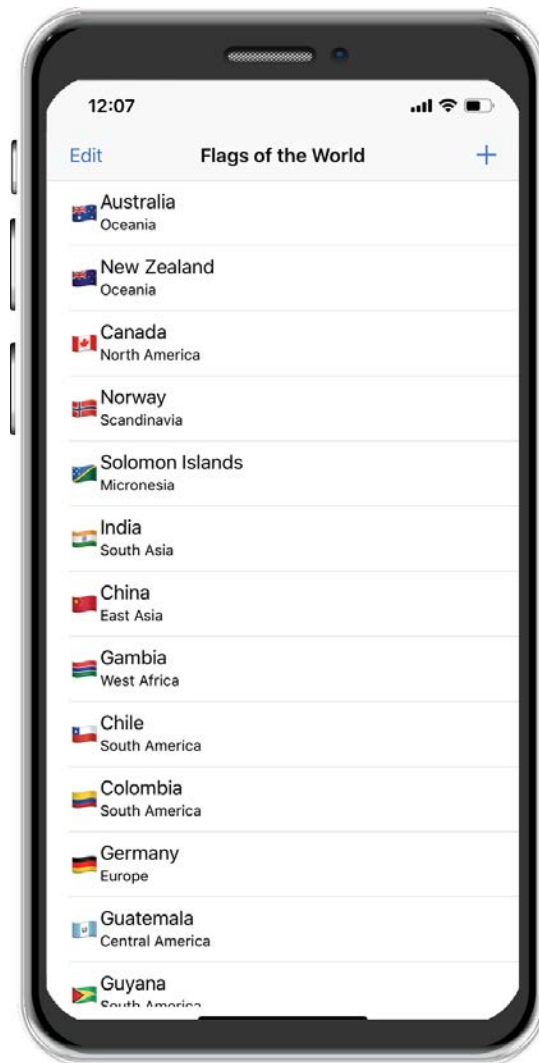 12:07
Edit Flags of the World +
Australia
Oceania
New Zealand
Oceania
Canada
North America
Norway
Scandinavia
Solomon Islands
Micronesia
India
South Asia
China
East Asia
Gambia
West Africa
Chile
South America
Colombia
South America
Germany
Europe
Guatemala
Central America
Guyana
South America